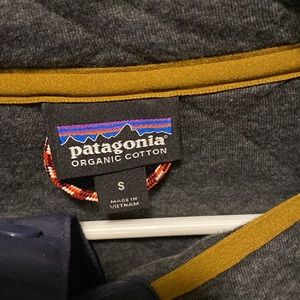 patagonia
ORGANIC COTTON
S
MADE IN
VIETNAM